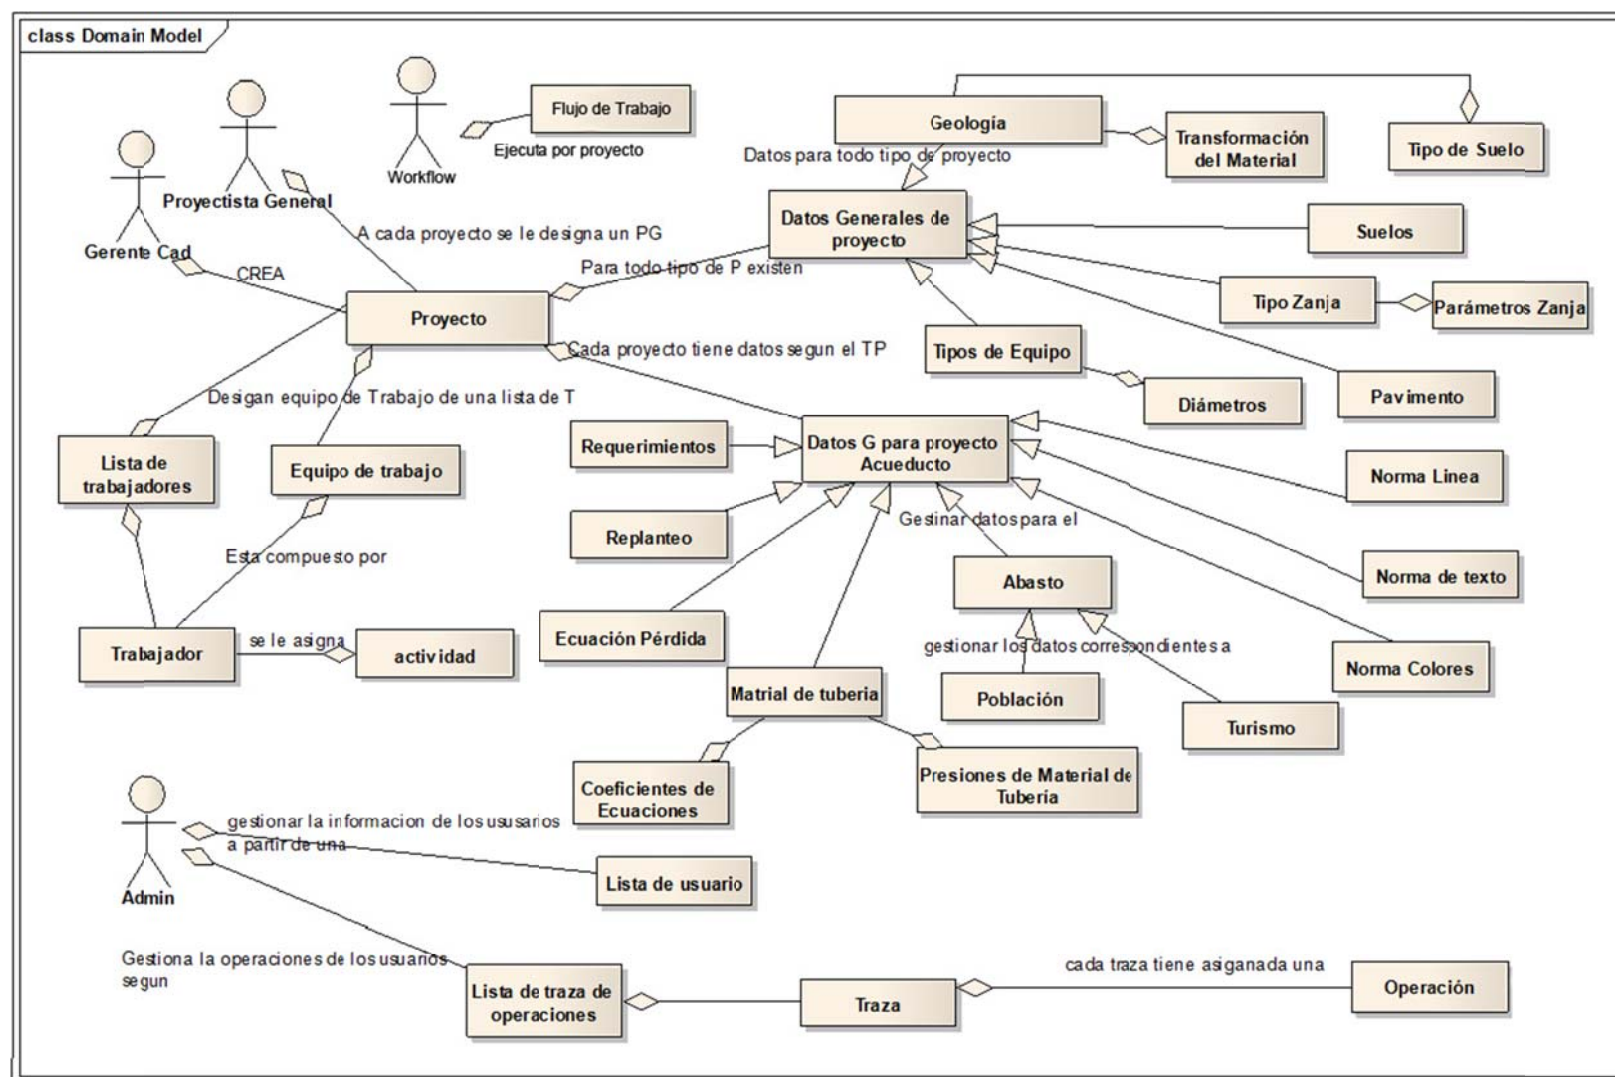 class Domain Model
Flujo de Trabajo
Ejecuta por proyecto
Workflow
Proyectista General
Gerente Cad
CREA
A cada proyecto se le designa un PG
Para todo tipo de P existen
Geología
Datos para todo tipo de proyecto
Transformación
del Material
Tipo de Suelo
Datos Generales de
proyecto
Suelos
Tipo Zanja
Parámetros Zanja
Proyecto
Cada proyecto tiene datos segun el TP
Tipos de Equipo
Diámetros
Pavimento
Desigan equipo de Trabajo de una lista de T
Lista de
trabajadores
Equipo de trabajo
Requerimientos
Datos G para proyecto
Acueducto
Norma Linea
Replanteo
Gestinar datos para el
Esta compuesto por
Abasto
Norma de texto
Trabajador
se le asigna
actividad
Ecuación Pérdida
gestionar los datos correspondientes a
Norma Colores
Matrial de tuberia
Población
Turismo
Coeficientes de
Ecuaciones
Presiones de Material de
Tubería
gestionar la informacion de los ususarios
a partir de una
Admin
Lista de usuario
Gestiona la operaciones de los usuarios
segun
Lista de traza de
operaciones
Traza
cada traza tiene asiganada una
Operación